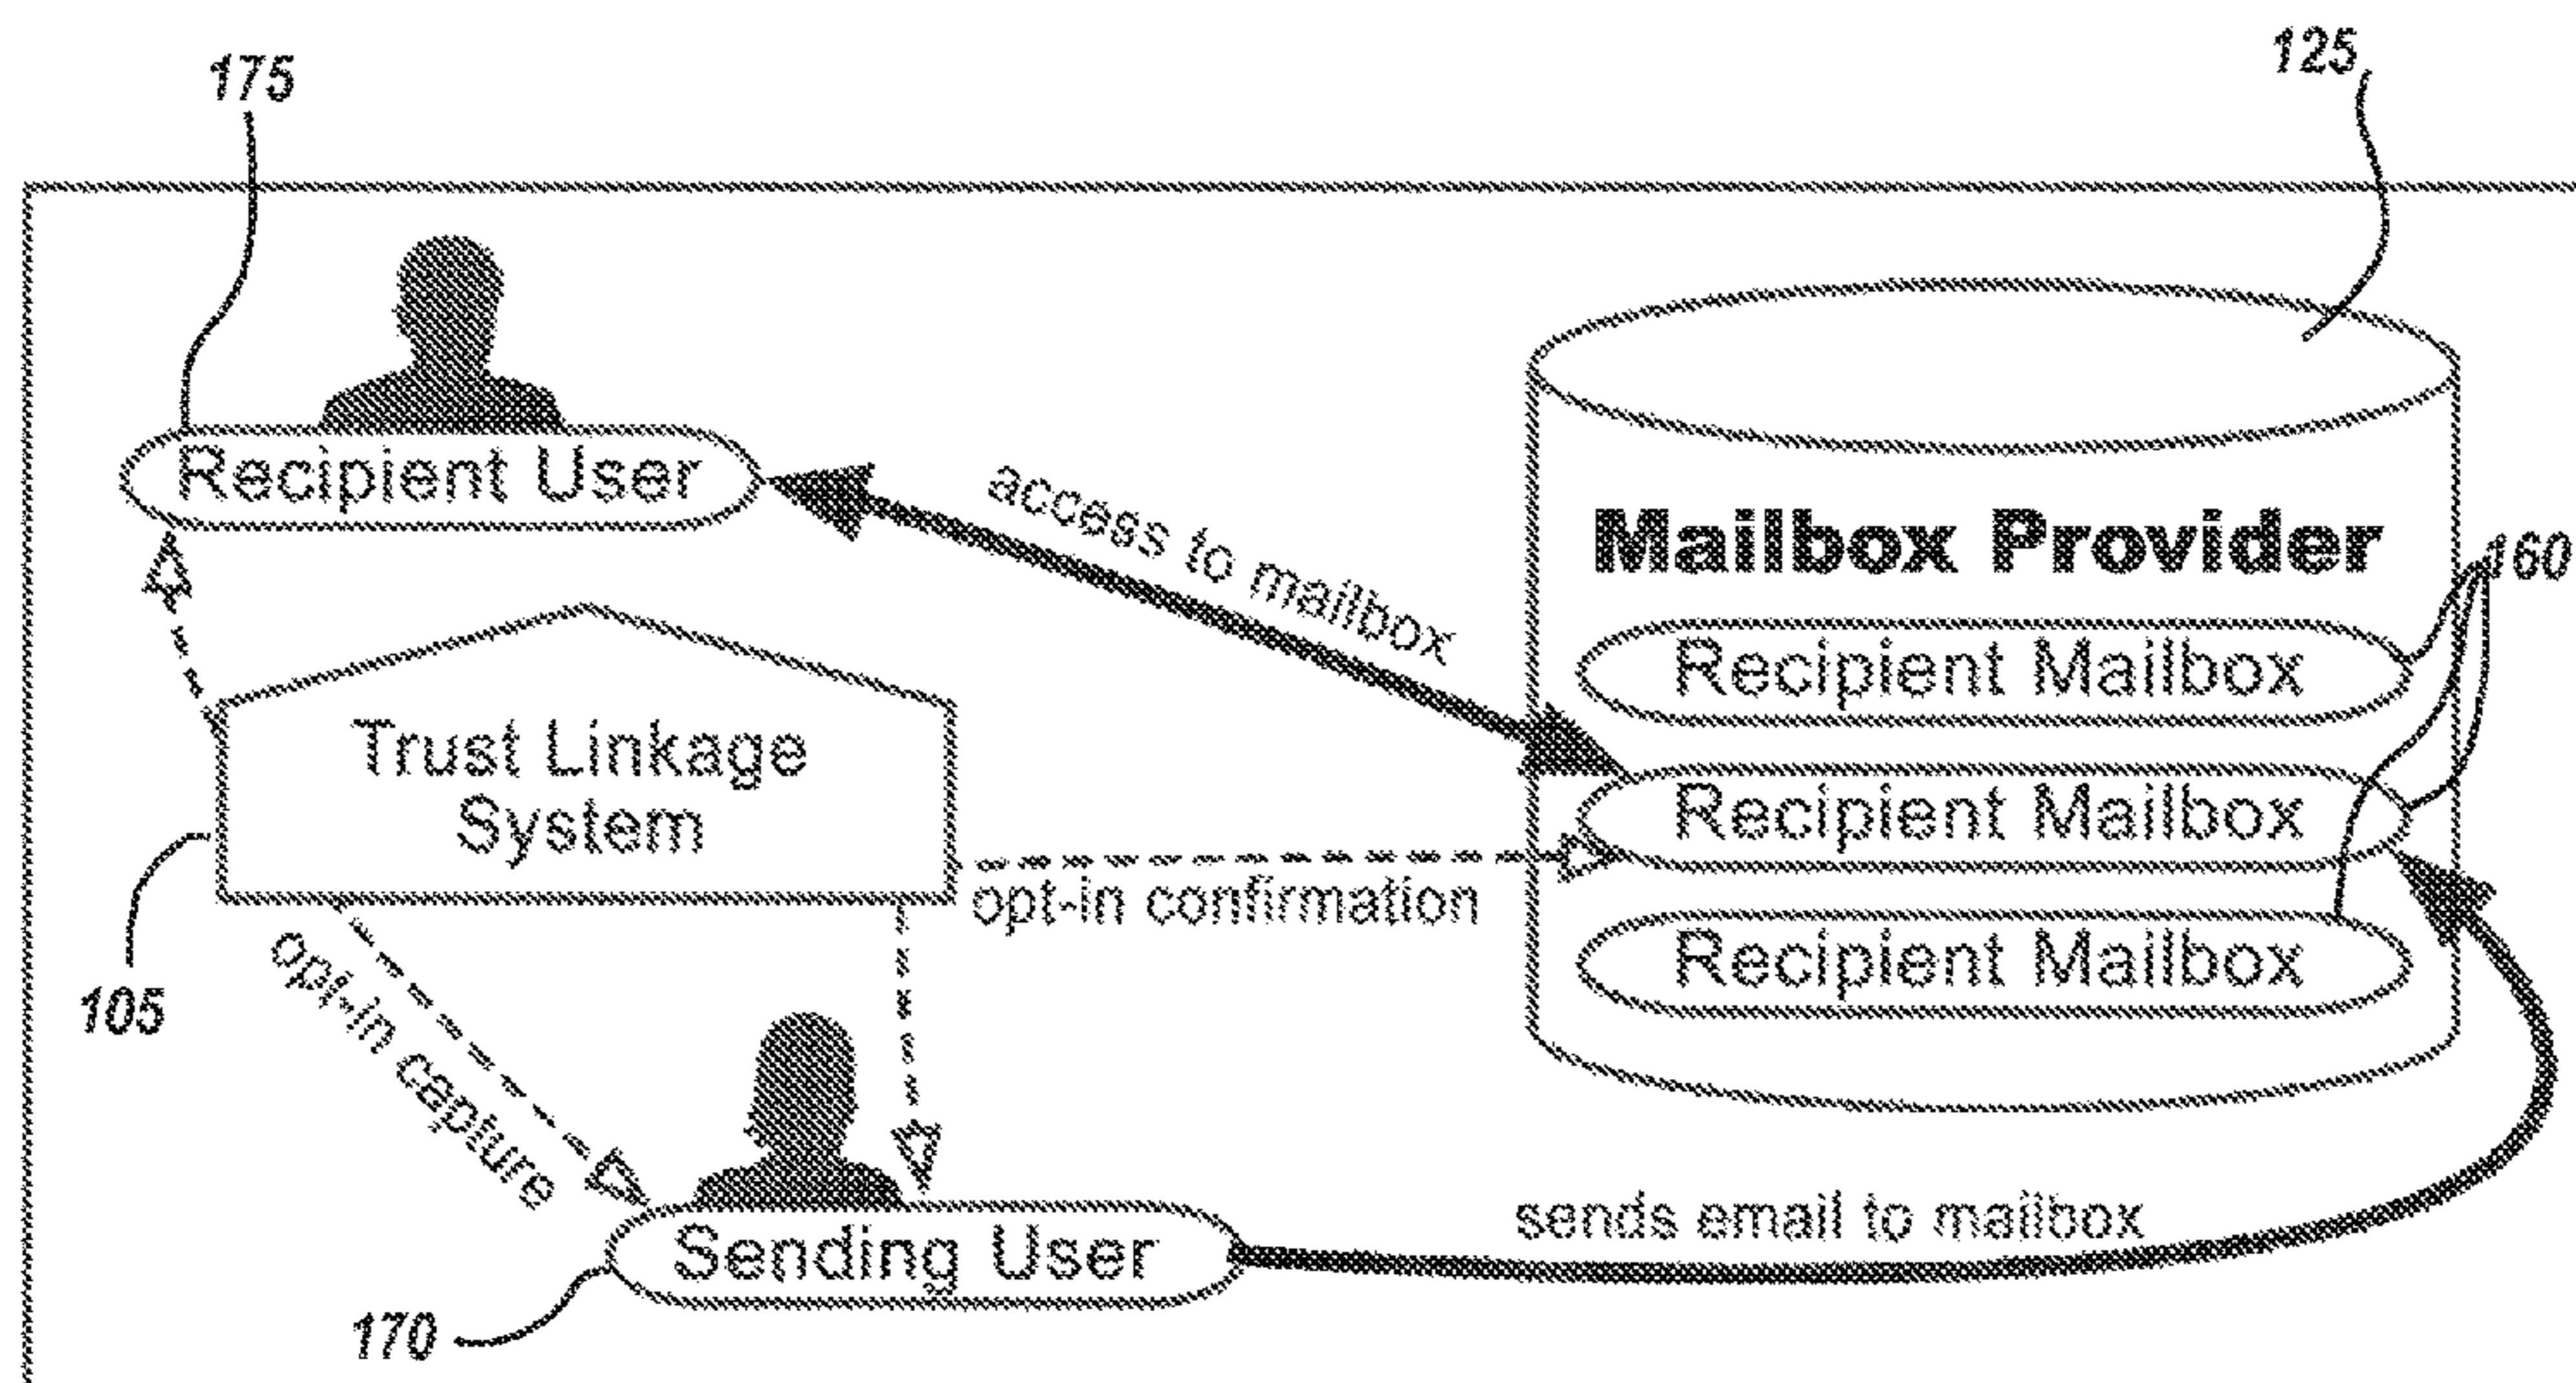 175
125
Recipient User
access to mailbox
Mailbox Provider
160
Recipient Mailbox
Trust Linkage
System
Recipient Mailbox
opt-in confirmation
Recipient Mailbox
105
opt-in capture
Sending User
sends email to mailbox
170